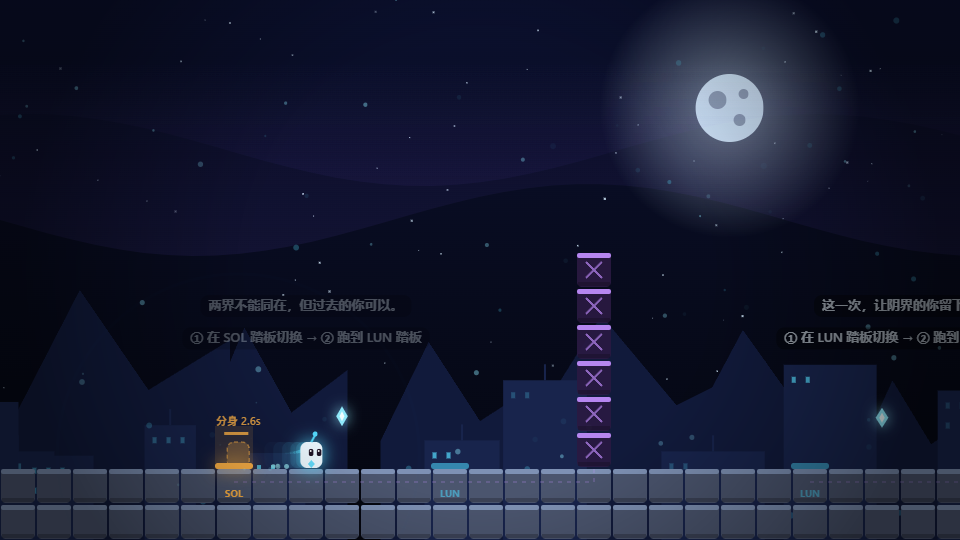 两界不能同在，但过去的你可以。
① 在 SOL 踏板切换 → ② 跑到 LUN 踏板
这一次，让阴界的你留下
① 在 LUN 踏板切换 → ② 跑到
分身 2.6s
SOL
LUN
LUN